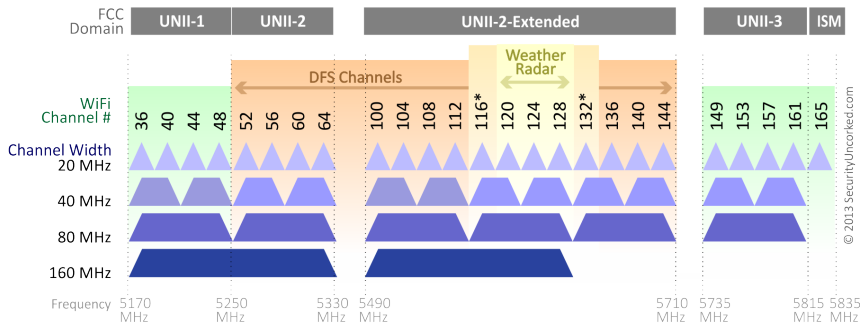 FCC
Domain
UNII-1
UNII-2
UNII-2-Extended
UNII-3
ISM
Weather
Radar
DFS Channels
WiFi
Channel #
36
40
44
48
52
56
60
64
100
104
108
112
116*
120
124
128
132*
136
140
144
149
153
157
161
165
Channel Width
20 MHz
40 MHz
80 MHz
160 MHz
Frequency
5170
MHz
5250
MHz
5330
MHz
5490
MHz
5710
MHz
5735
MHz
5815
MHz
5835
MHz
© 2013 SecurityUncorked.com